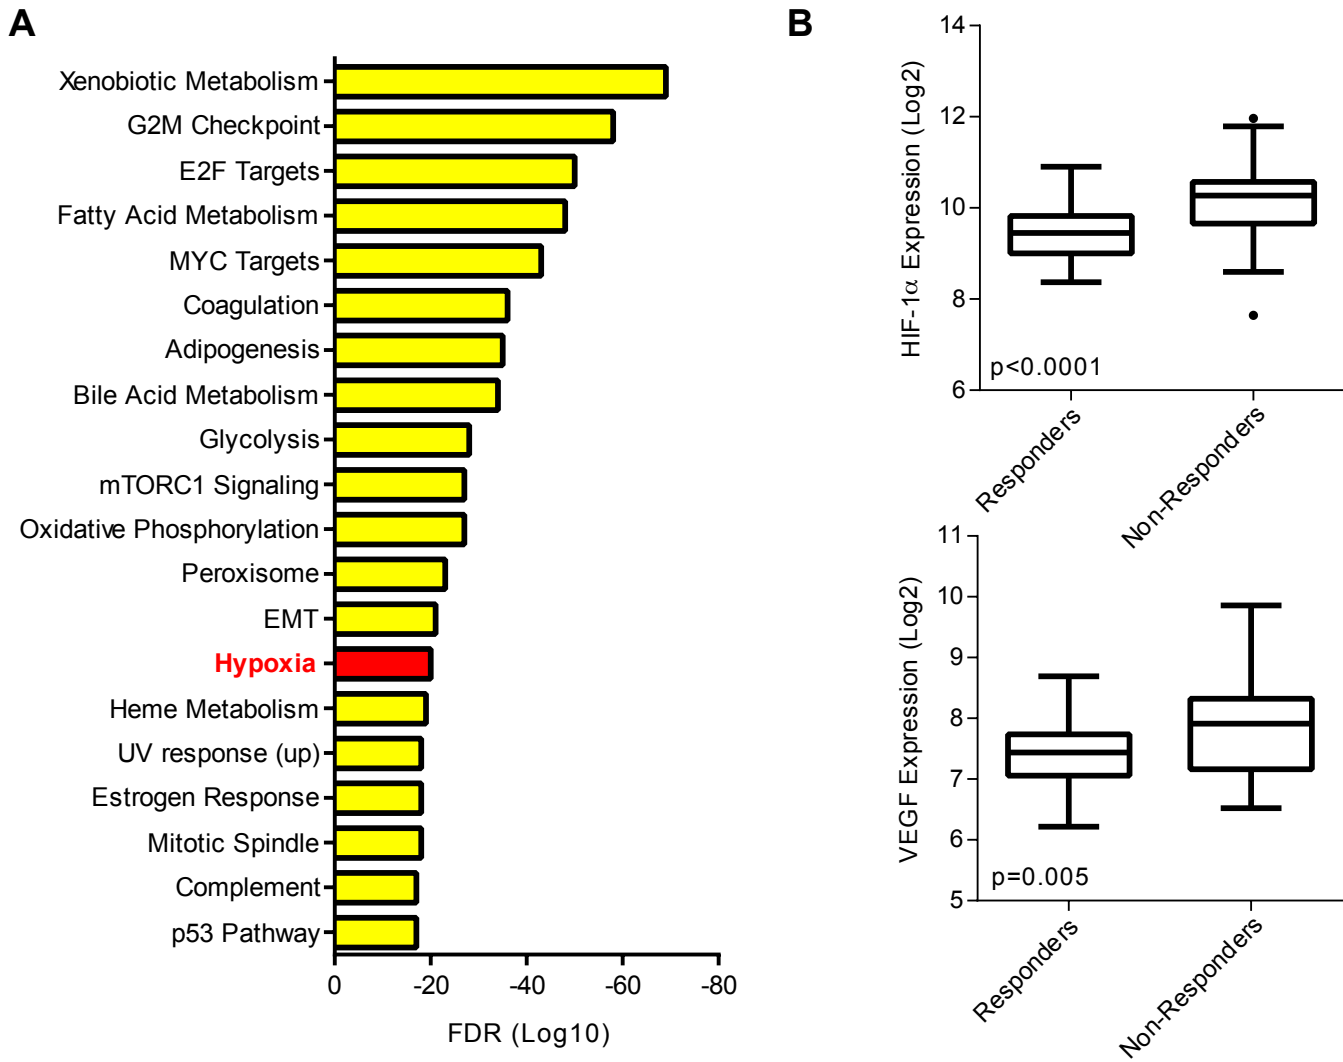 A
Xenobiotic Metabolism
G2M Checkpoint
E2F Targets
Fatty Acid Metabolism
MYC Targets
Coagulation
Adipogenesis
Bile Acid Metabolism
Glycolysis
mTORC1 Signaling
Oxidative Phosphorylation
Peroxisome
EMT
Hypoxia
Heme Metabolism
UV response (up)
Estrogen Response
Mitotic Spindle
Complement
p53 Pathway
0 -20 -40 -60 -80
FDR (Log10)
B
HIF-1α Expression (Log2)
14
12
10
8
6
p<0.0001
Responders
Non-Responders
VEGF Expression (Log2)
11
10
9
8
7
6
5
p=0.005
Responders
Non-Responders